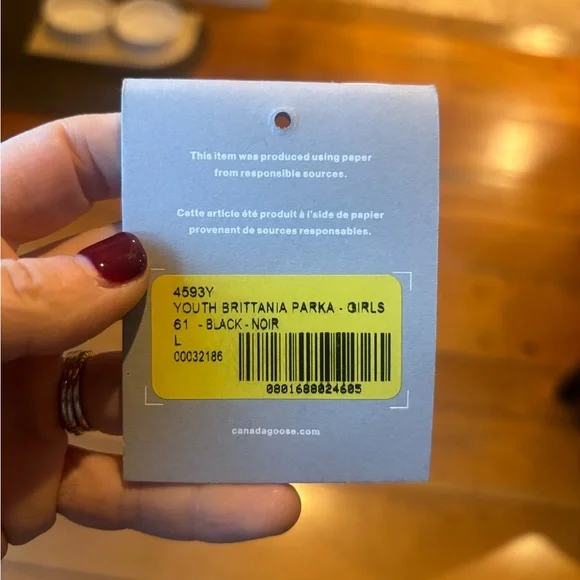 This item was produced using paper
from responsible sources.
Cette article été produit à l'aide de papier
provenant de sources responsables.
4593Y
YOUTH BRITTANIA PARKA - GIRLS
61 - BLACK - NOIR
L
00032186
0801688024605
canadagoose.com